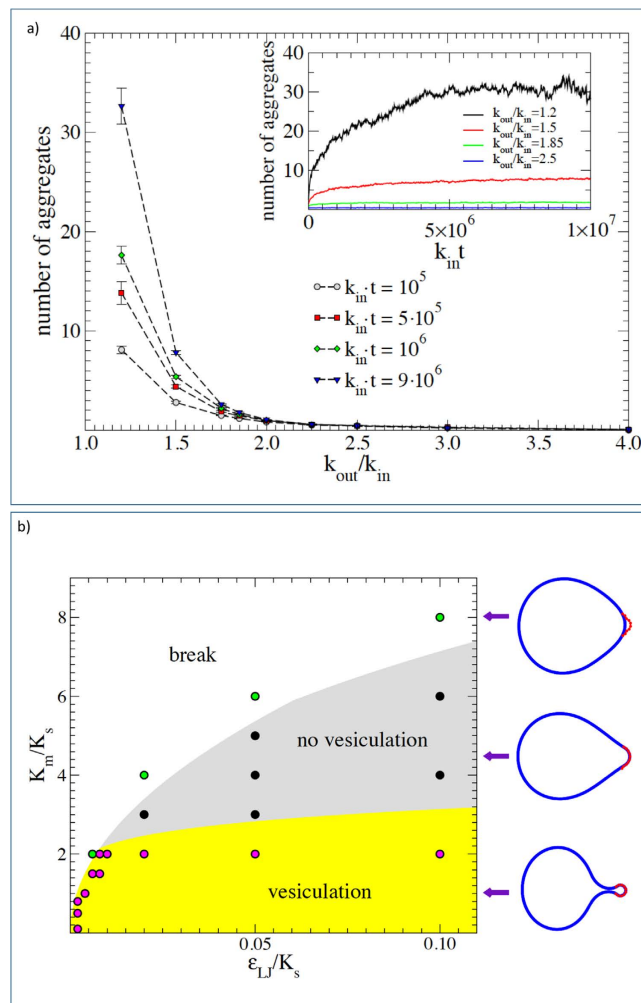 a)
40
30
20
10
number of aggregates
1.0 1.5 2.0 2.5 3.0 3.5 4.0
k_out/k_in
40
30
20
10
number of aggregates
0 5×10^6 1×10^7
k_in t
k_out/k_in=1.2
k_out/k_in=1.5
k_out/k_in=1.85
k_out/k_in=2.5
k_in·t = 10^5
k_in·t = 5·10^5
k_in·t = 10^6
k_in·t = 9·10^6
b)
8
6
4
2
K_m/K_s
break
no vesiculation
vesiculation
0.05 0.10
ε_LJ/K_s